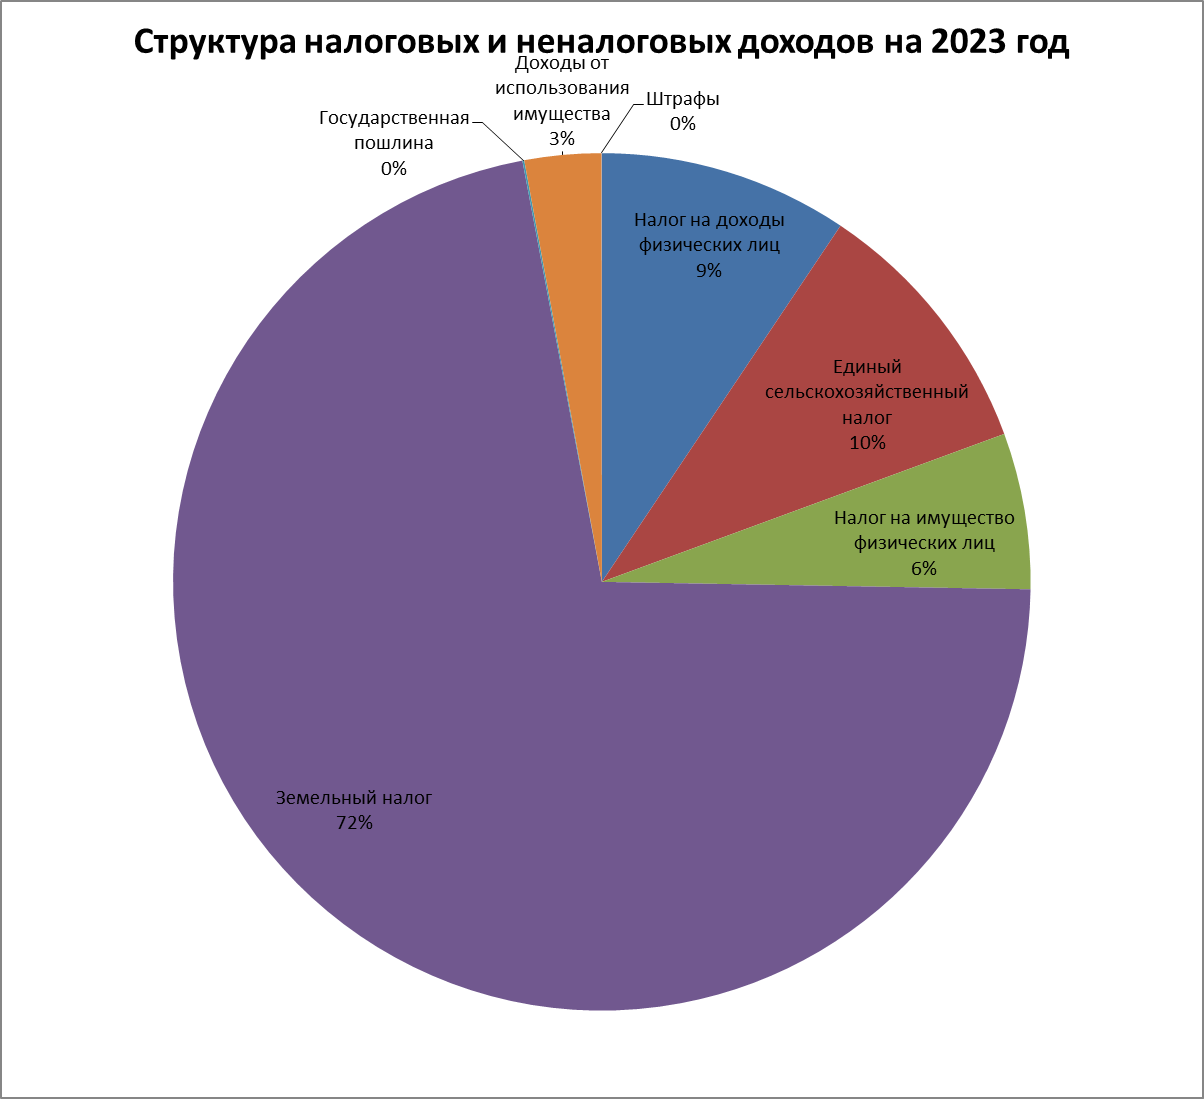 Структура налоговых и неналоговых доходов на 2023 год
Доходы от
использования
имущества
3%
Штрафы
0%
Государственная
пошлина
0%
Налог на доходы
физических лиц
9%
Единый
сельскохозяйственный
налог
10%
Налог на имущество
физических лиц
6%
Земельный налог
72%